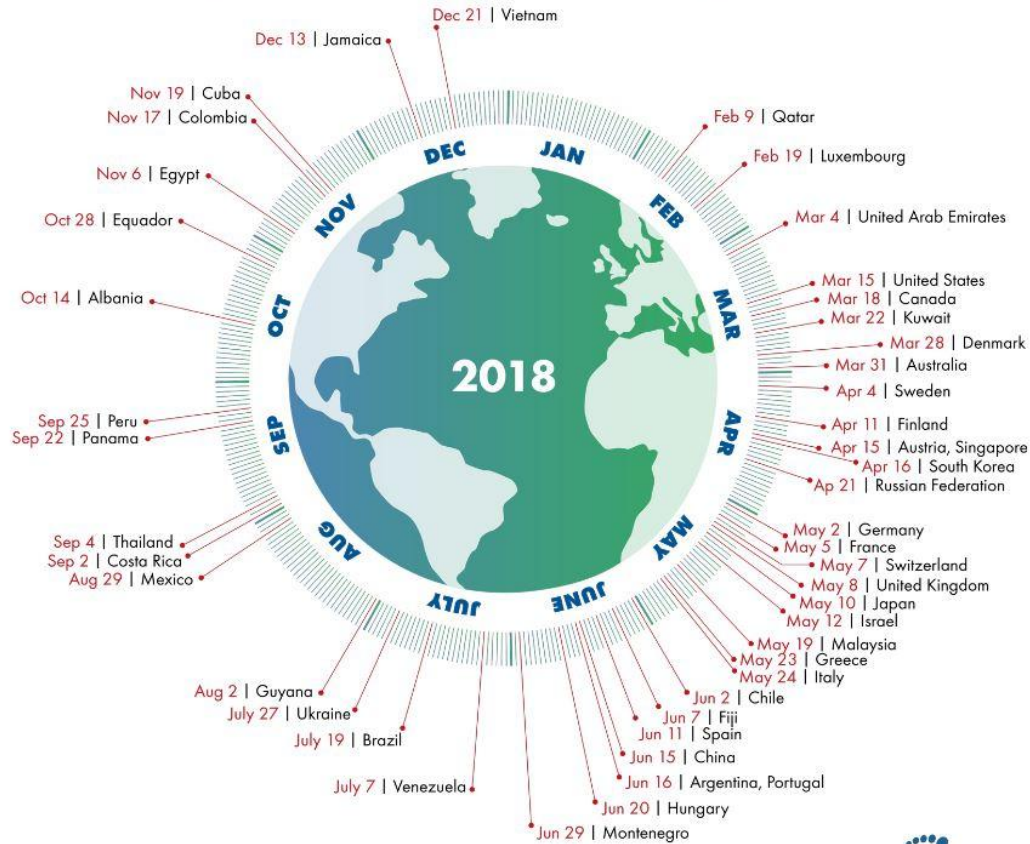 Dec 21 | Vietnam
Dec 13 | Jamaica
Nov 19 | Cuba
Nov 17 | Colombia
Nov 6 | Egypt
Oct 28 | Equador
Oct 14 | Albania
Sep 25 | Peru
Sep 22 | Panama
Sep 4 | Thailand
Sep 2 | Costa Rica
Aug 29 | Mexico
Aug 2 | Guyana
July 27 | Ukraine
July 19 | Brazil
July 7 | Venezuela
Feb 9 | Qatar
Feb 19 | Luxembourg
Mar 4 | United Arab Emirates
Mar 15 | United States
Mar 18 | Canada
Mar 22 | Kuwait
Mar 28 | Denmark
Mar 31 | Australia
Apr 4 | Sweden
Apr 11 | Finland
Apr 15 | Austria, Singapore
Apr 16 | South Korea
Ap 21 | Russian Federation
May 2 | Germany
May 5 | France
May 7 | Switzerland
May 8 | United Kingdom
May 10 | Japan
May 12 | Israel
May 19 | Malaysia
May 23 | Greece
May 24 | Italy
Jun 2 | Chile
Jun 7 | Fiji
Jun 11 | Spain
Jun 15 | China
Jun 16 | Argentina, Portugal
Jun 20 | Hungary
Jun 29 | Montenegro
JAN
FEB
MAR
APR
MAY
JUNE
JULY
AUG
SEP
OCT
NOV
DEC
2018